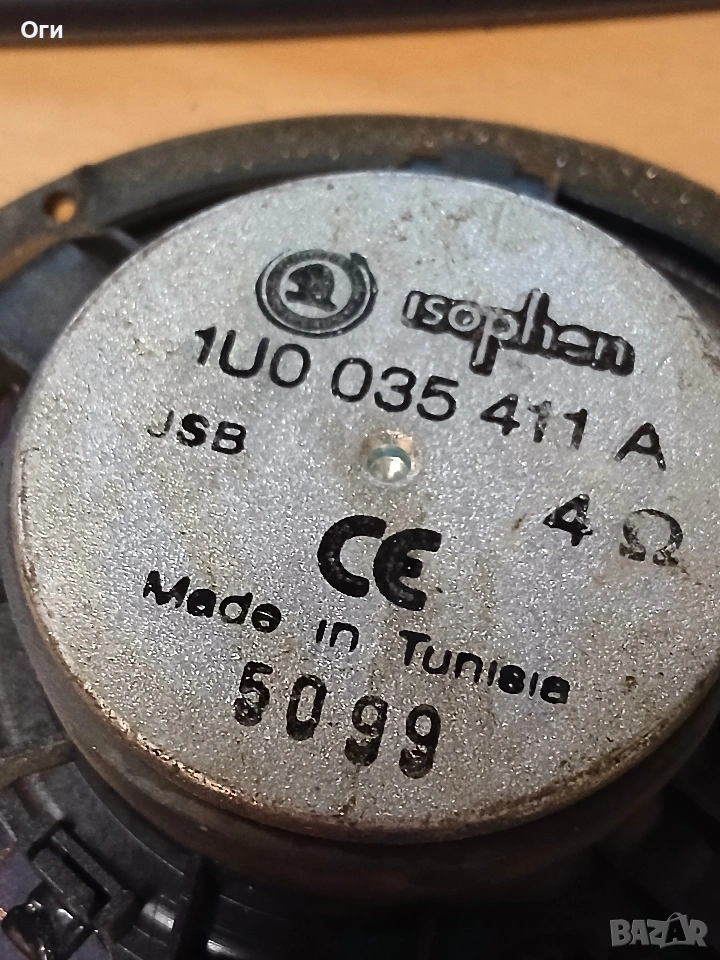 Оги
isophon
1U0 035 411 A
JSB
4 Ω
CE
Made in Tunisia
5099
BAZAR